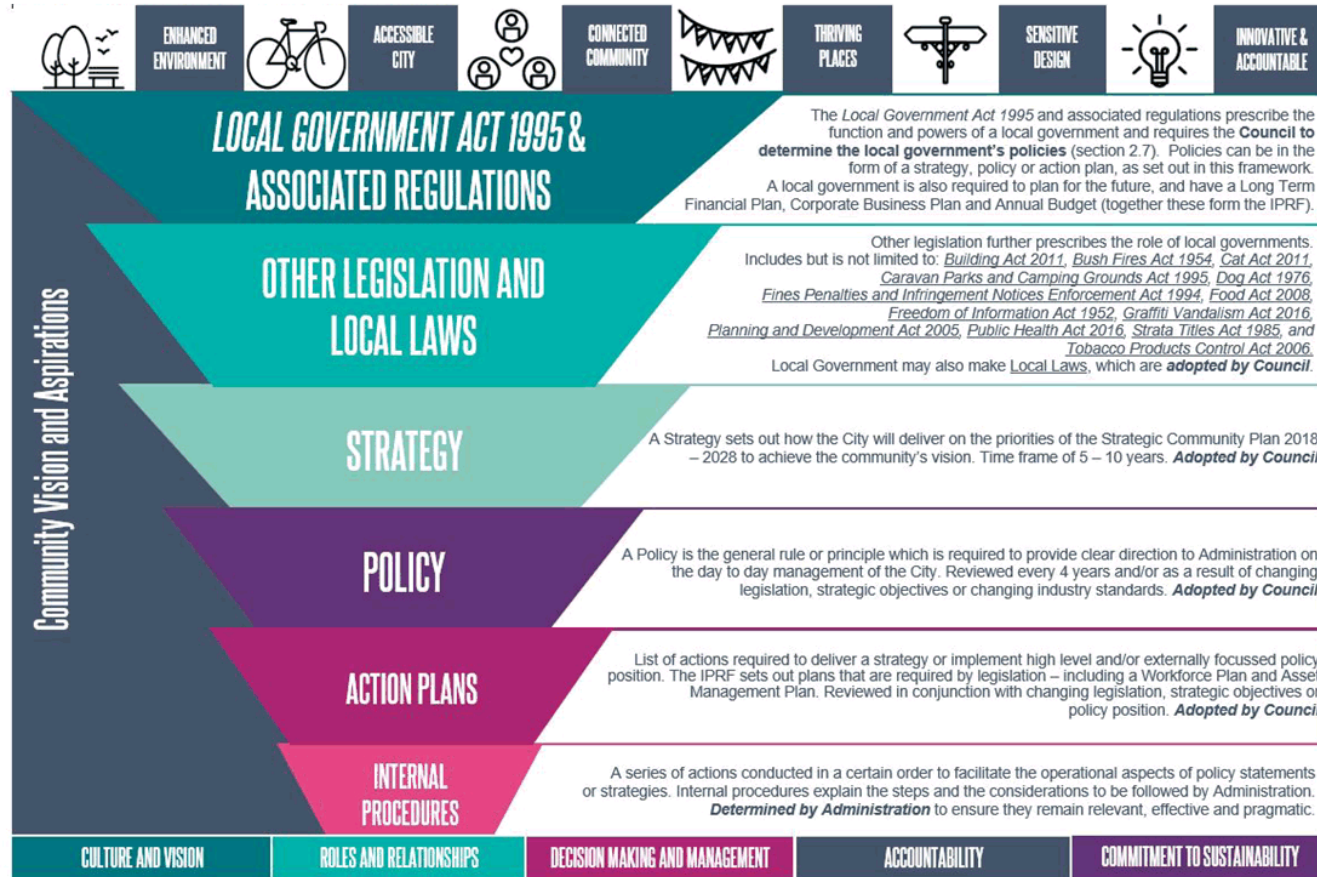 ENHANCED
ENVIRONMENT
ACCESSIBLE
CITY
CONNECTED
COMMUNITY
THRIVING
PLACES
SENSITIVE
DESIGN
INNOVATIVE &
ACCOUNTABLE
Community Vision and Aspirations
LOCAL GOVERNMENT ACT 1995 &
ASSOCIATED REGULATIONS
The Local Government Act 1995 and associated regulations prescribe the
function and powers of a local government and requires the Council to
determine the local government's policies (section 2.7). Policies can be in the
form of a strategy, policy or action plan, as set out in this framework.
A local government is also required to plan for the future, and have a Long Term
Financial Plan, Corporate Business Plan and Annual Budget (together these form the IPRF).
OTHER LEGISLATION AND
LOCAL LAWS
Other legislation further prescribes the role of local governments.
Includes but is not limited to: Building Act 2011, Bush Fires Act 1954, Cat Act 2011,
Caravan Parks and Camping Grounds Act 1995, Dog Act 1976,
Fines Penalties and Infringement Notices Enforcement Act 1994, Food Act 2008,
Freedom of Information Act 1952, Graffiti Vandalism Act 2016,
Planning and Development Act 2005, Public Health Act 2016, Strata Titles Act 1985, and
Tobacco Products Control Act 2006.
Local Government may also make Local Laws, which are adopted by Council.
STRATEGY
A Strategy sets out how the City will deliver on the priorities of the Strategic Community Plan 2018
– 2028 to achieve the community's vision. Time frame of 5 – 10 years. Adopted by Council
POLICY
A Policy is the general rule or principle which is required to provide clear direction to Administration on
the day to day management of the City. Reviewed every 4 years and/or as a result of changing
legislation, strategic objectives or changing industry standards. Adopted by Council
ACTION PLANS
List of actions required to deliver a strategy or implement high level and/or externally focussed policy
position. The IPRF sets out plans that are required by legislation – including a Workforce Plan and Asset
Management Plan. Reviewed in conjunction with changing legislation, strategic objectives or
policy position. Adopted by Council
INTERNAL
PROCEDURES
A series of actions conducted in a certain order to facilitate the operational aspects of policy statements
or strategies. Internal procedures explain the steps and the considerations to be followed by Administration.
Determined by Administration to ensure they remain relevant, effective and pragmatic.
CULTURE AND VISION
ROLES AND RELATIONSHIPS
DECISION MAKING AND MANAGEMENT
ACCOUNTABILITY
COMMITMENT TO SUSTAINABILITY